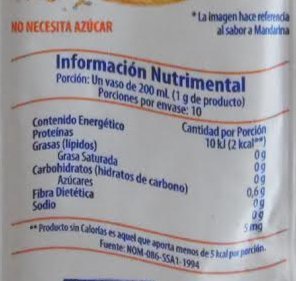 *La imagen hace referencia
al sabor a Mandarina
NO NECESITA AZÚCAR
Información Nutrimental
Porción: Un vaso de 200 mL (1 g de producto)
Porciones por envase: 10
Cantidad por Porción
Contenido Energético 10 kJ (2 kcal**)
Proteínas 0 g
Grasas (lípidos) 0 g
Grasa Saturada 0 g
Carbohidratos (hidratos de carbono) 0,6 g
Azúcares 0 g
Fibra Dietética 0 g
Sodio 5 mg
** Producto sin Calorías es aquel que aporta menos de 5 kcal por porción.
Fuente: NOM-086-SSA1-1994